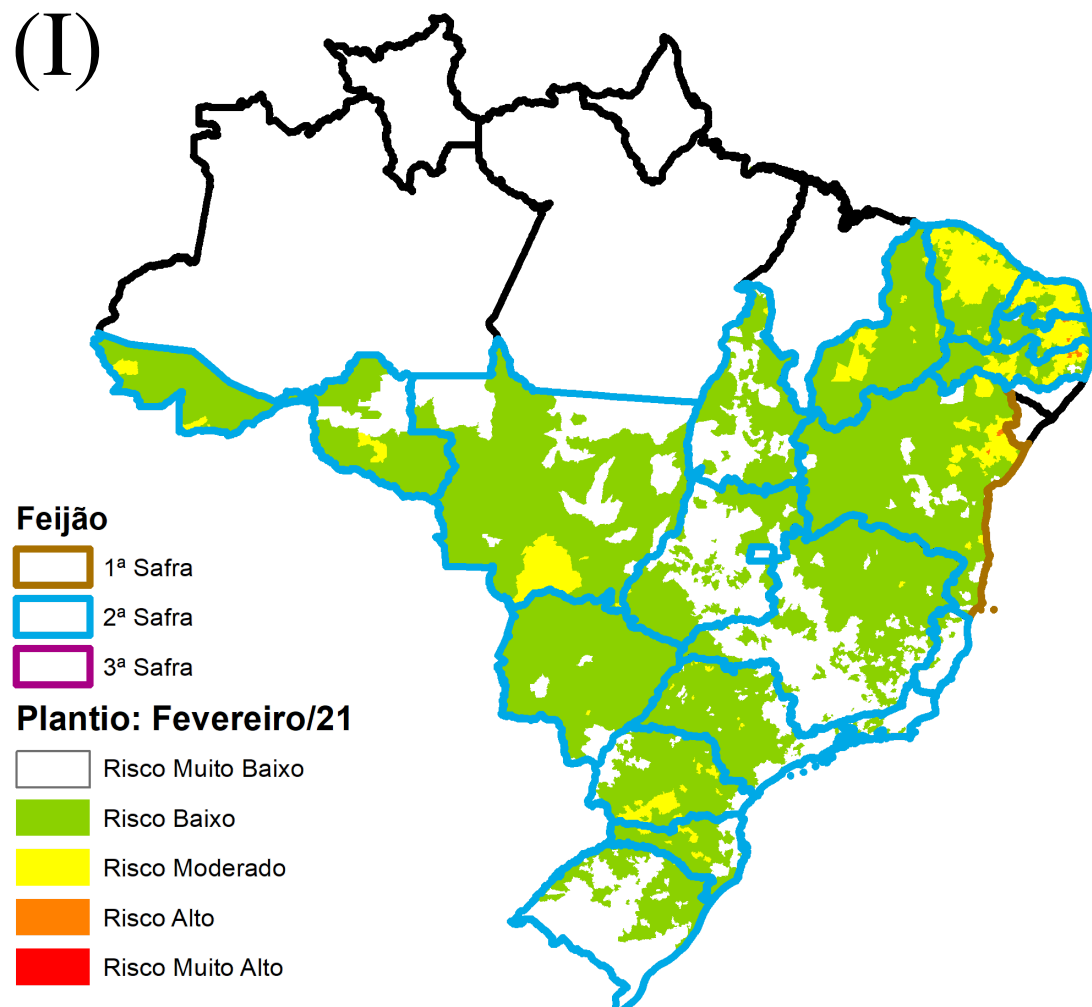 (I)
Feijão
1ª Safra
2ª Safra
3ª Safra
Plantio: Fevereiro/21
Risco Muito Baixo
Risco Baixo
Risco Moderado
Risco Alto
Risco Muito Alto